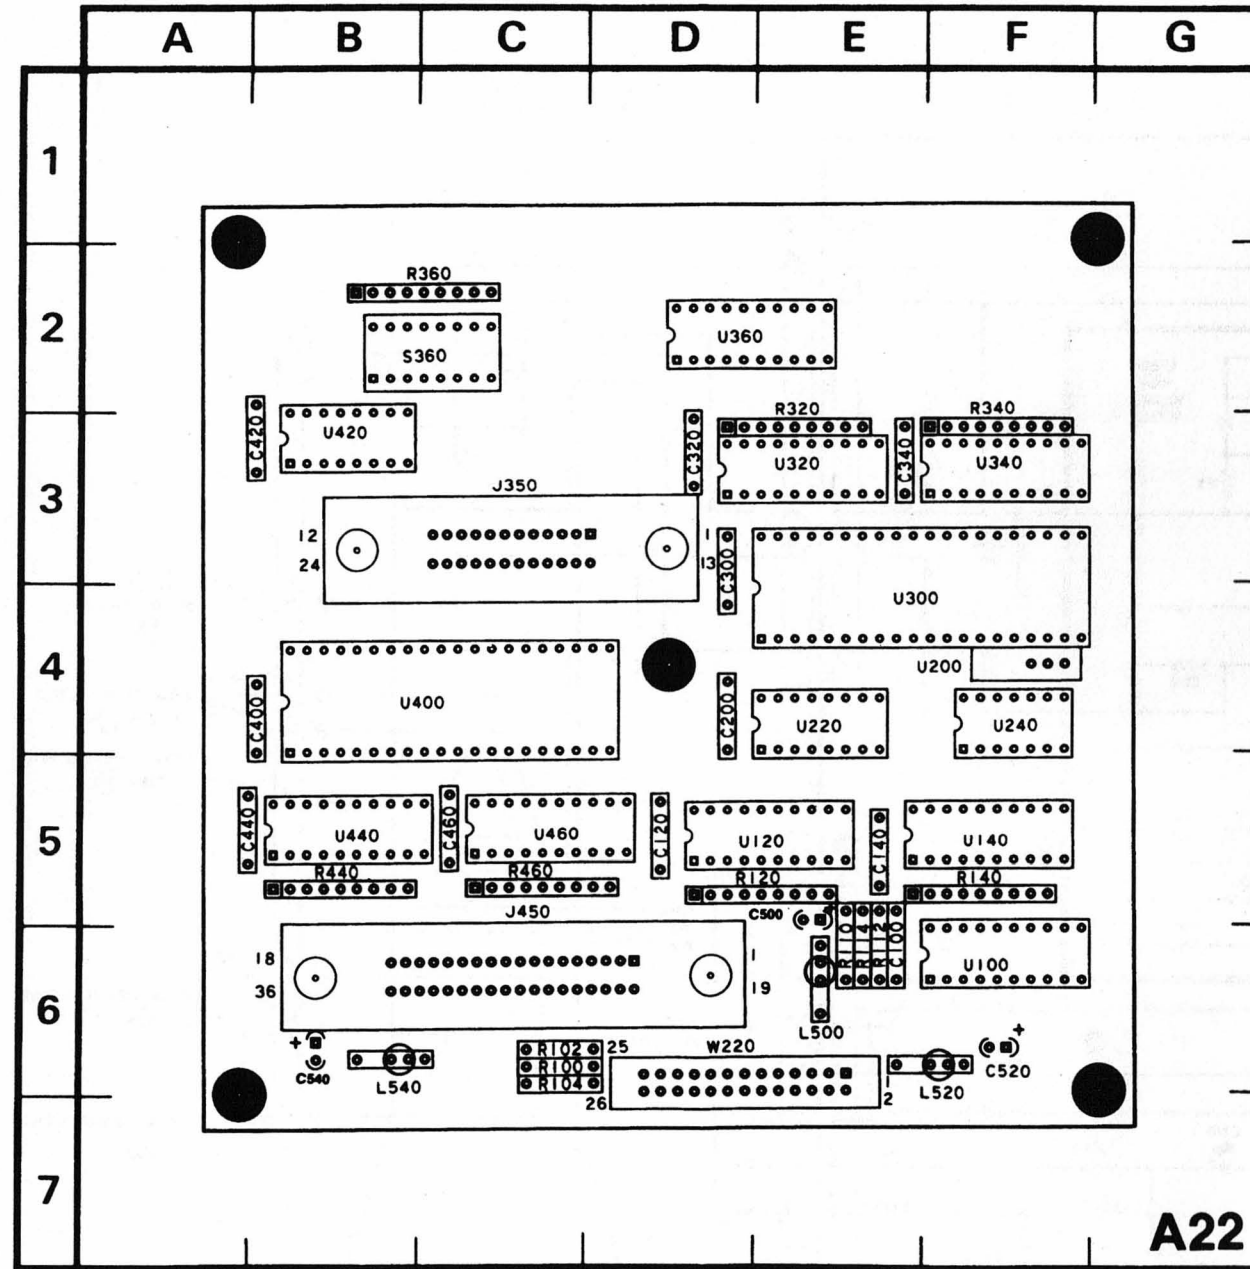 A B C D E F G
1
R360
2
U360
S360
C420
U420
C320
R320
R340
U320
C340
U340
3
J350
12
1
24
13
C300
U300
4
U200
C400
U400
C200
U220
U240
C440
U440
C460
U460
C120
U120
C140
U140
5
R440
R460
R120
R140
J450
C500
+
18
1
R110
R114
R112
C100
U100
36
19
6
L500
+
C540
L540
R102
R100
R104
25
W220
26
1
2
L520
+
C520
7
A22